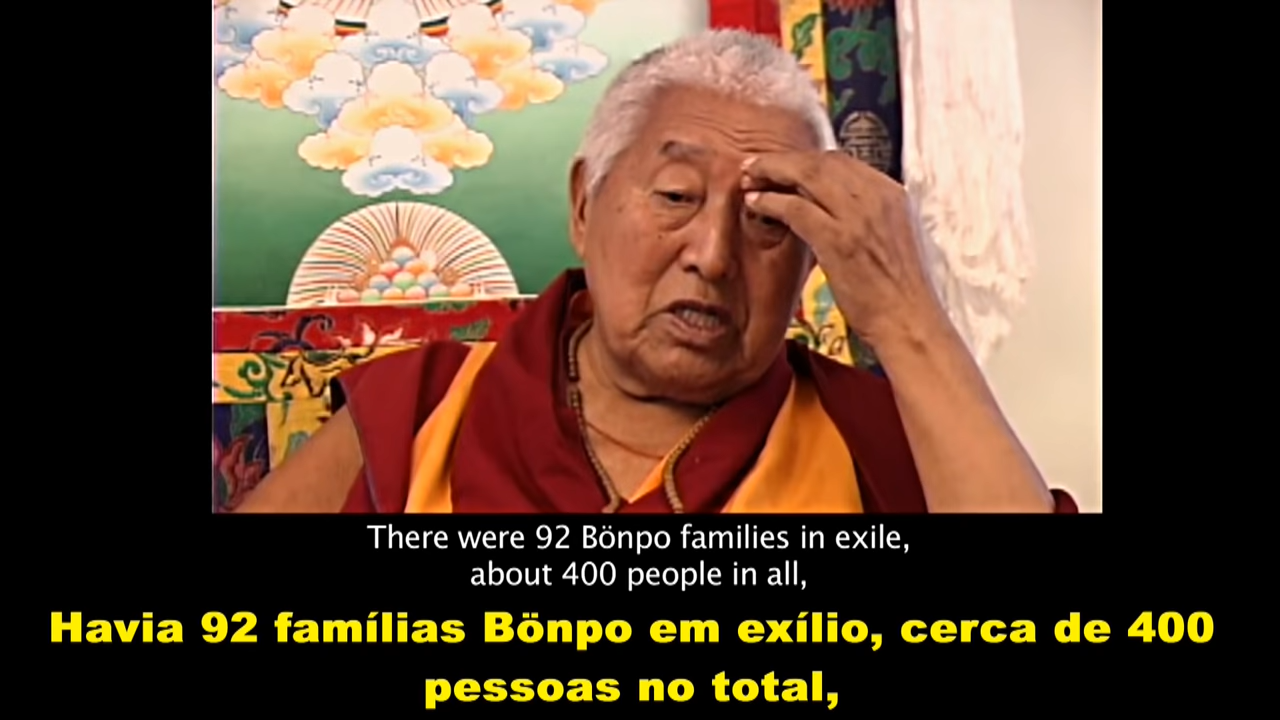 There were 92 Bönpo families in exile,
about 400 people in all,
Havia 92 famílias Bönpo em exílio, cerca de 400
pessoas no total,